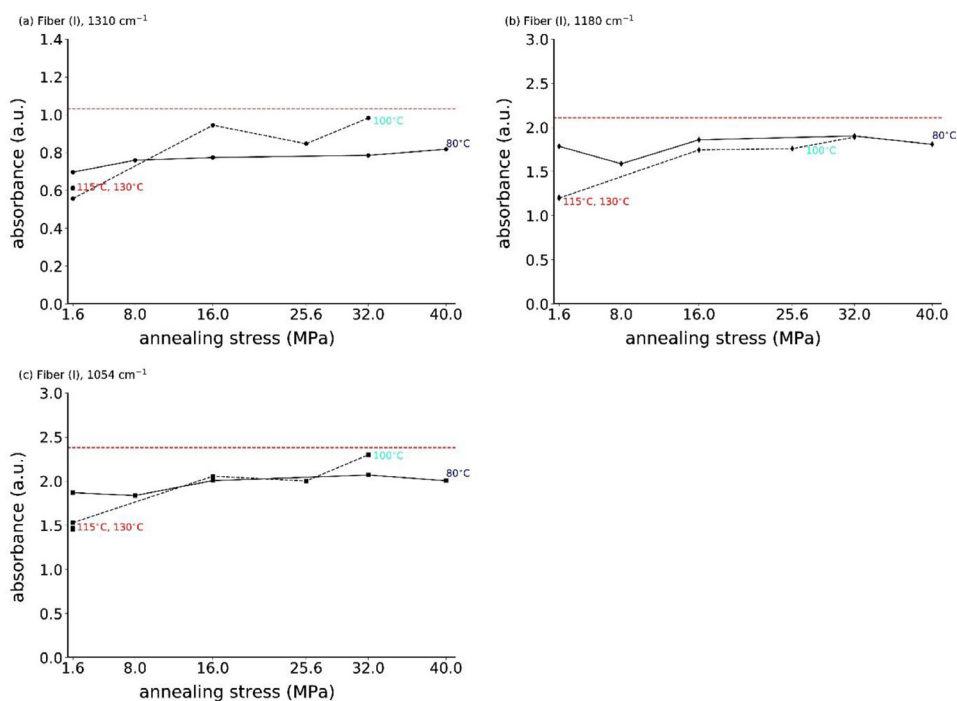 (a) Fiber (I), 1310 cm⁻¹
absorbance (a.u.)
1.4
1.2
1.0
0.8
0.6
0.4
0.2
0.0
100°C
80°C
115°C, 130°C
1.6 8.0 16.0 25.6 32.0 40.0
annealing stress (MPa)
(b) Fiber (I), 1180 cm⁻¹
absorbance (a.u.)
3.0
2.5
2.0
1.5
1.0
0.5
0.0
80°C
100°C
115°C, 130°C
1.6 8.0 16.0 25.6 32.0 40.0
annealing stress (MPa)
(c) Fiber (I), 1054 cm⁻¹
absorbance (a.u.)
3.0
2.5
2.0
1.5
1.0
0.5
0.0
100°C
80°C
115°C, 130°C
1.6 8.0 16.0 25.6 32.0 40.0
annealing stress (MPa)